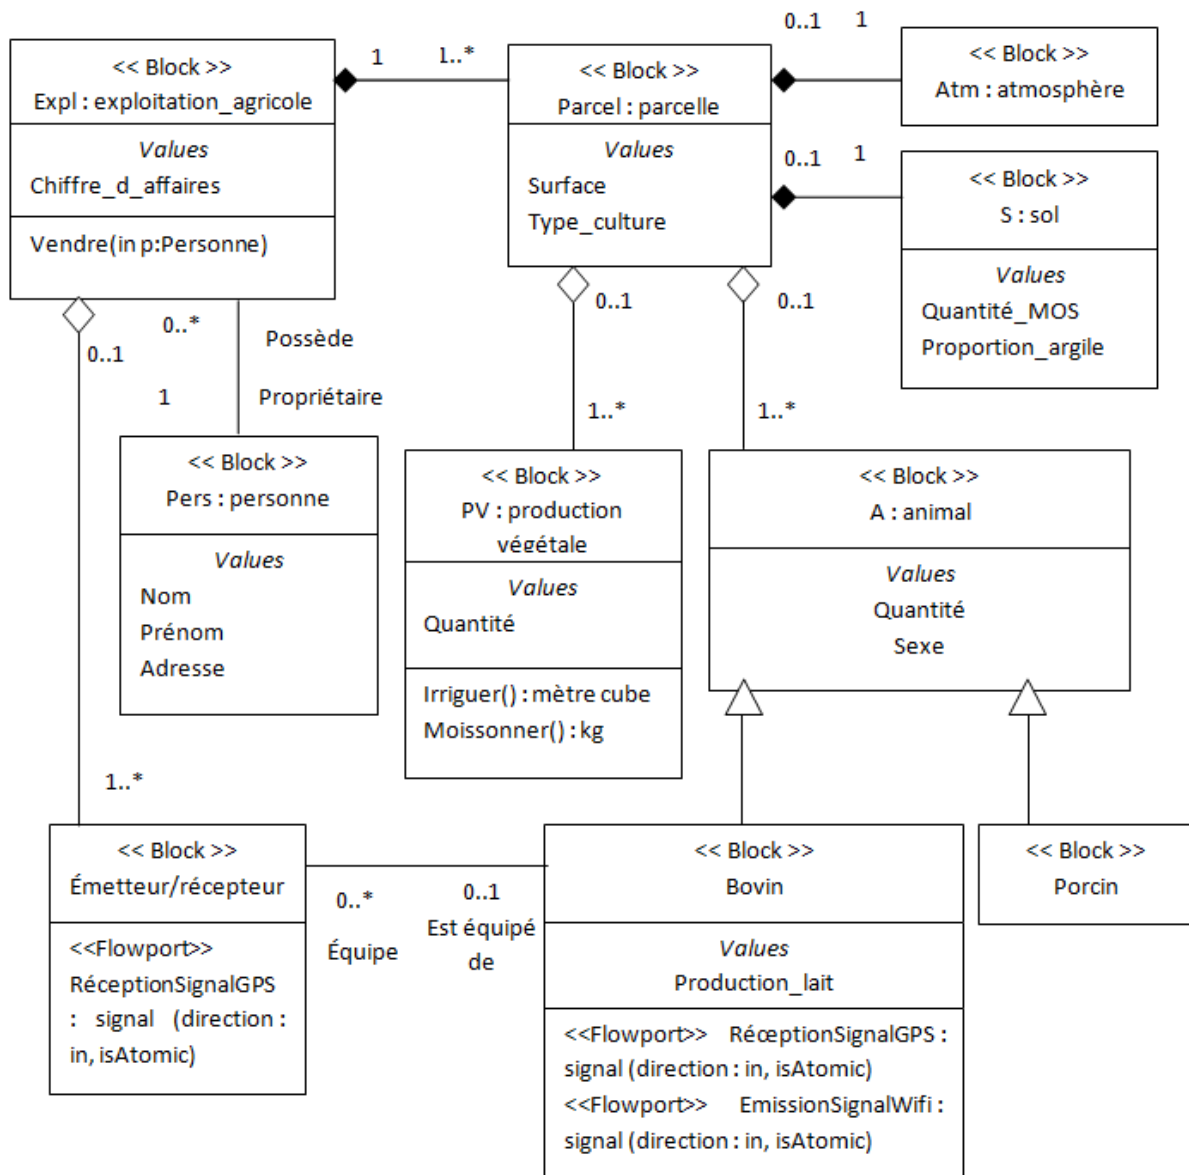 << Block >>
Expl : exploitation_agricole
Values
Chiffre_d_affaires
Vendre(in p:Personne)
1
1..*
<< Block >>
Parcel : parcelle
Values
Surface
Type_culture
0..1
1
<< Block >>
Atm : atmosphère
0..1
1
<< Block >>
S : sol
Values
Quantité_MOS
Proportion_argile
0..1
0..*
Possède
1
Propriétaire
0..1
0..1
1..*
1..*
<< Block >>
Pers : personne
Values
Nom
Prénom
Adresse
<< Block >>
PV : production
végétale
Values
Quantité
Irriguer() : mètre cube
Moissonner() : kg
<< Block >>
A : animal
Values
Quantité
Sexe
1..*
<< Block >>
Émetteur/récepteur
<<Flowport>>
RéceptionSignalGPS
: signal (direction :
in, isAtomic)
0..*
Équipe
0..1
Est équipé
de
<< Block >>
Bovin
Values
Production_lait
<<Flowport>> RéceptionSignalGPS :
signal (direction : in, isAtomic)
<<Flowport>> EmissionSignalWifi :
signal (direction : in, isAtomic)
<< Block >>
Porcin